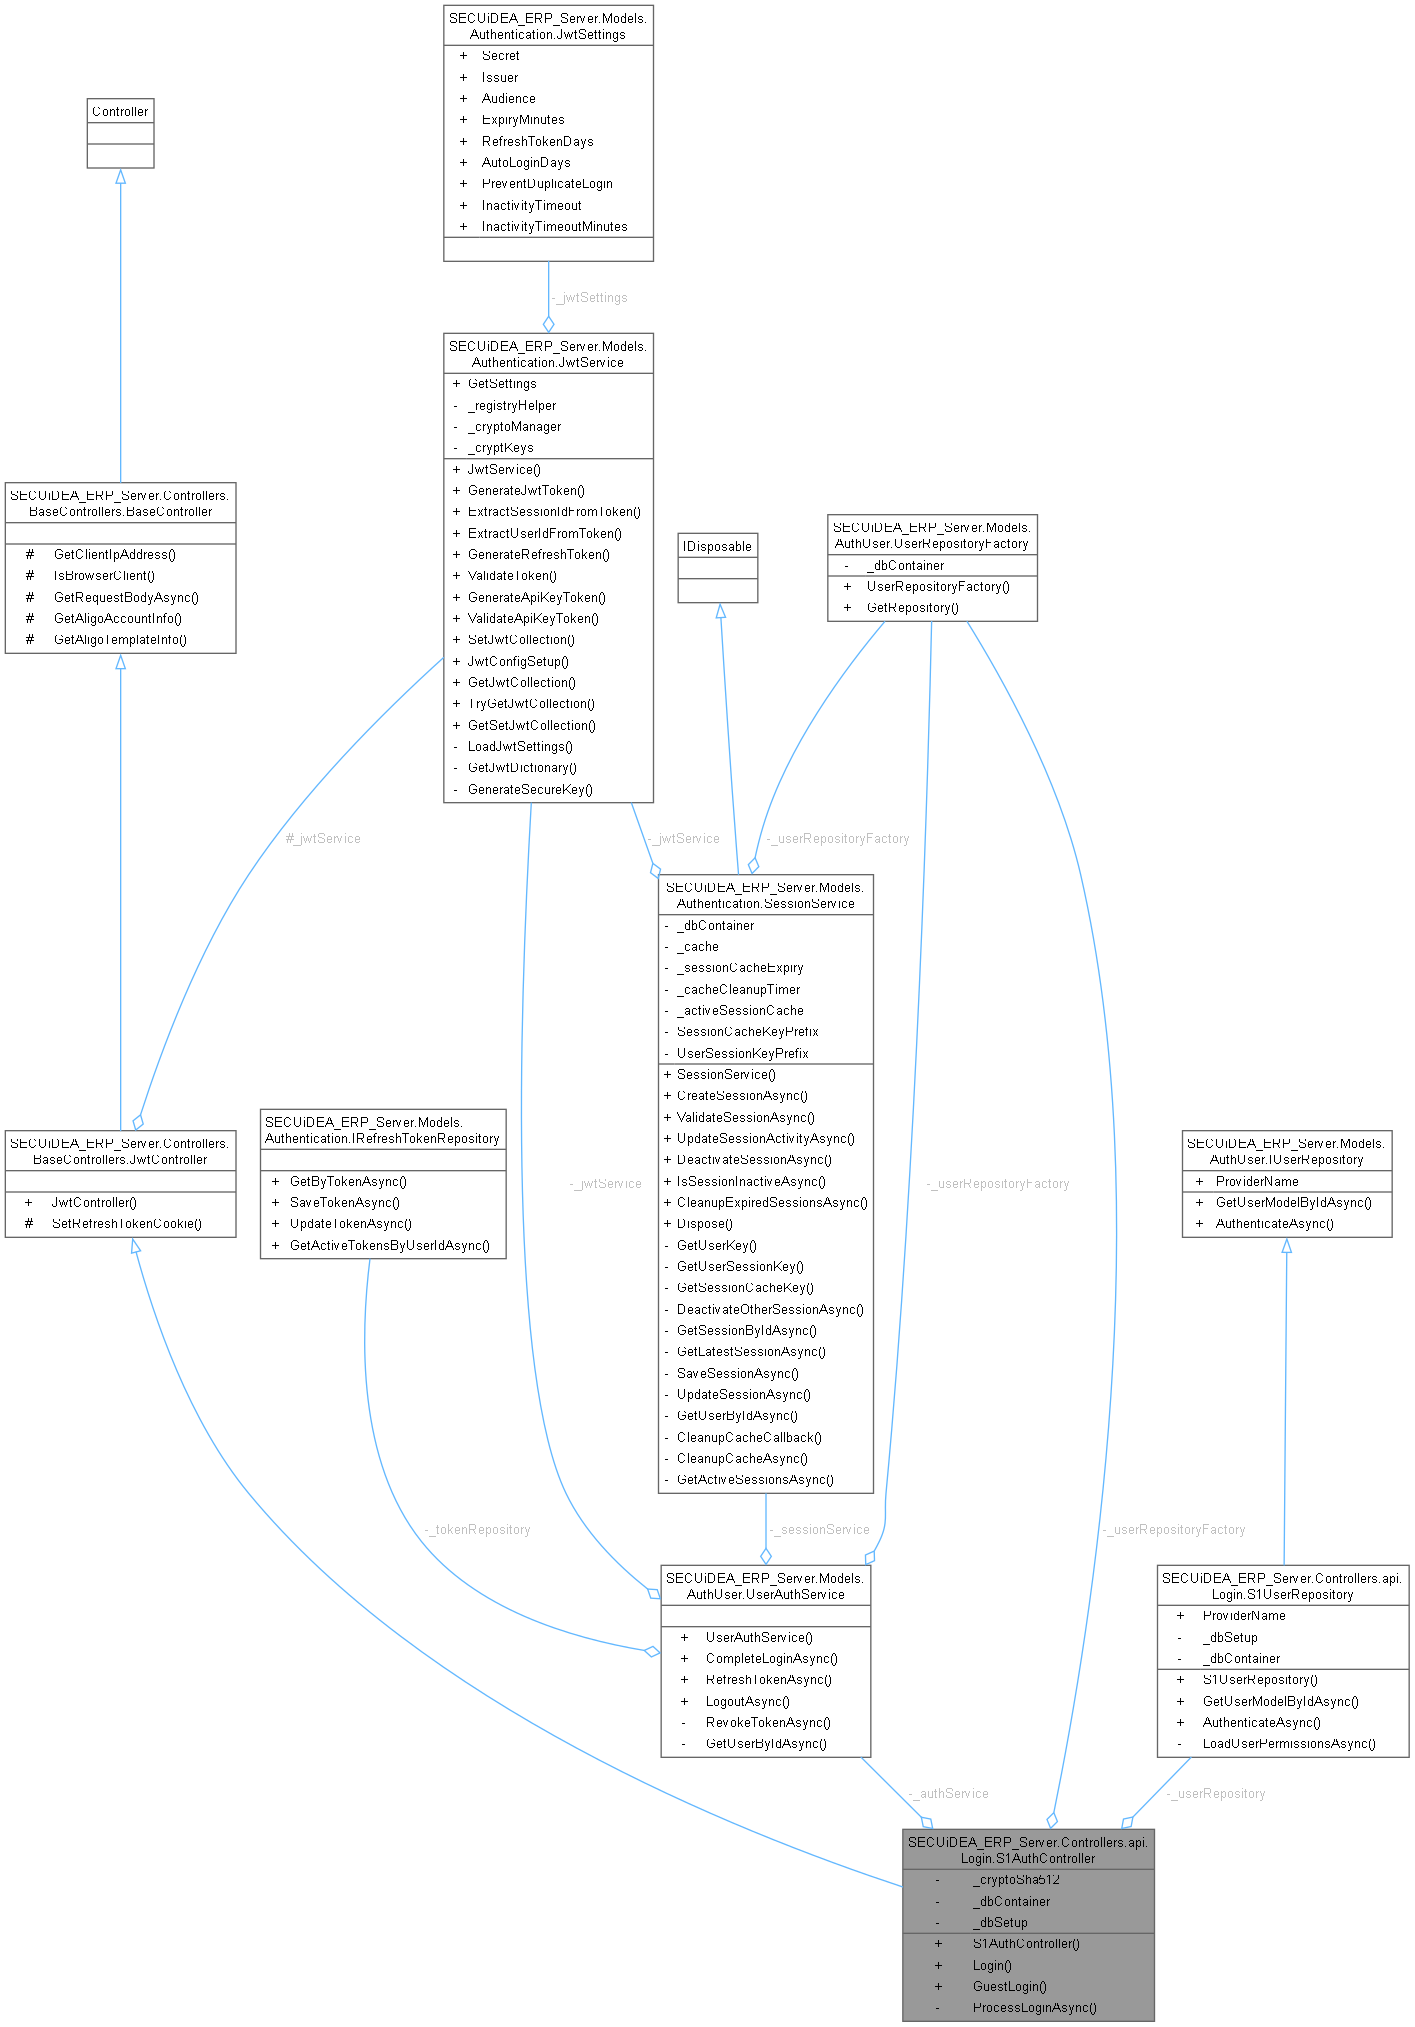 SECUiDEA_ERP_Server.Models.
Authentication.JwtSettings
+ Secret
+ Issuer
+ Audience
+ ExpiryMinutes
+ RefreshTokenDays
+ AutoLoginDays
+ PreventDuplicateLogin
+ InactivityTimeout
+ InactivityTimeoutMinutes
Controller
-_jwtSettings
SECUiDEA_ERP_Server.Models.
Authentication.JwtService
+ GetSettings
- _registryHelper
- _cryptoManager
- _cryptKeys
+ JwtService()
+ GenerateJwtToken()
+ ExtractSessionIdFromToken()
+ ExtractUserIdFromToken()
+ GenerateRefreshToken()
+ ValidateToken()
+ GenerateApiKeyToken()
+ ValidateApiKeyToken()
+ SetJwtCollection()
+ JwtConfigSetup()
+ GetJwtCollection()
+ TryGetJwtCollection()
+ GetSetJwtCollection()
- LoadJwtSettings()
- GetJwtDictionary()
- GenerateSecureKey()
SECUiDEA_ERP_Server.Controllers.
BaseControllers.BaseController
# GetClientIpAddress()
# IsBrowserClient()
# GetRequestBodyAsync()
# GetAligoAccountInfo()
# GetAligoTemplateInfo()
IDisposable
SECUiDEA_ERP_Server.Models.
AuthUser.UserRepositoryFactory
- _dbContainer
+ UserRepositoryFactory()
+ GetRepository()
#_jwtService
-_jwtService
-_userRepositoryFactory
SECUiDEA_ERP_Server.Models.
Authentication.SessionService
- _dbContainer
- _cache
- _sessionCacheExpiry
- _cacheCleanupTimer
- _activeSessionCache
- SessionCacheKeyPrefix
- UserSessionKeyPrefix
+ SessionService()
+ CreateSessionAsync()
+ ValidateSessionAsync()
+ UpdateSessionActivityAsync()
+ DeactivateSessionAsync()
+ IsSessionInactiveAsync()
+ CleanupExpiredSessionsAsync()
+ Dispose()
- GetUserKey()
- GetUserSessionKey()
- GetSessionCacheKey()
- DeactivateOtherSessionAsync()
- GetSessionByIdAsync()
- GetLatestSessionAsync()
- SaveSessionAsync()
- UpdateSessionAsync()
- GetUserByIdAsync()
- CleanupCacheCallback()
- CleanupCacheAsync()
- GetActiveSessionsAsync()
SECUiDEA_ERP_Server.Controllers.
BaseControllers.JwtController
+ JwtController()
# SetRefreshTokenCookie()
SECUiDEA_ERP_Server.Models.
Authentication.IRefreshTokenRepository
+ GetByTokenAsync()
+ SaveTokenAsync()
+ UpdateTokenAsync()
+ GetActiveTokensByUserIdAsync()
-_jwtService
-_userRepositoryFactory
SECUiDEA_ERP_Server.Models.
AuthUser.IUserRepository
+ ProviderName
+ GetUserModelByIdAsync()
+ AuthenticateAsync()
-_tokenRepository
-_sessionService
-_userRepositoryFactory
SECUiDEA_ERP_Server.Models.
AuthUser.UserAuthService
+ UserAuthService()
+ CompleteLoginAsync()
+ RefreshTokenAsync()
+ LogoutAsync()
- RevokeTokenAsync()
- GetUserByIdAsync()
SECUiDEA_ERP_Server.Controllers.api.
Login.S1UserRepository
+ ProviderName
- _dbSetup
- _dbContainer
+ S1UserRepository()
+ GetUserModelByIdAsync()
+ AuthenticateAsync()
- LoadUserPermissionsAsync()
-_authService
-_userRepository
SECUiDEA_ERP_Server.Controllers.api.
Login.S1AuthController
- _cryptoSha512
- _dbContainer
- _dbSetup
+ S1AuthController()
+ Login()
+ GuestLogin()
- ProcessLoginAsync()